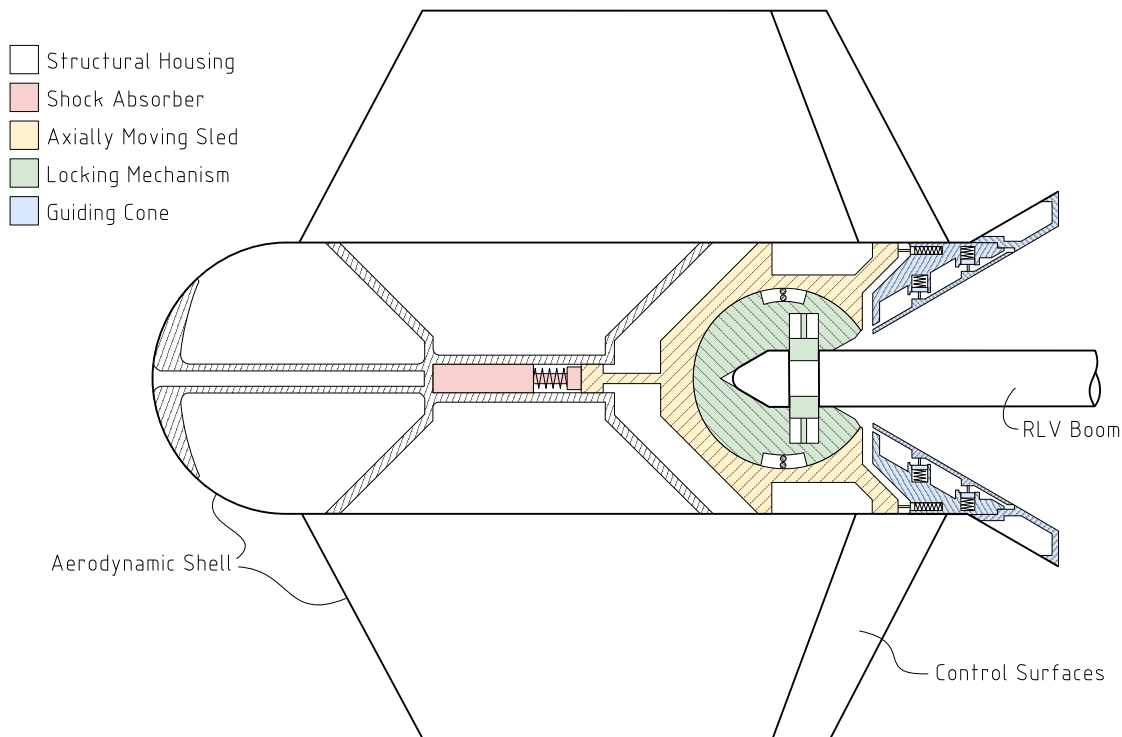 Structural Housing
Shock Absorber
Axially Moving Sled
Locking Mechanism
Guiding Cone
RLV Boom
Aerodynamic Shell
Control Surfaces